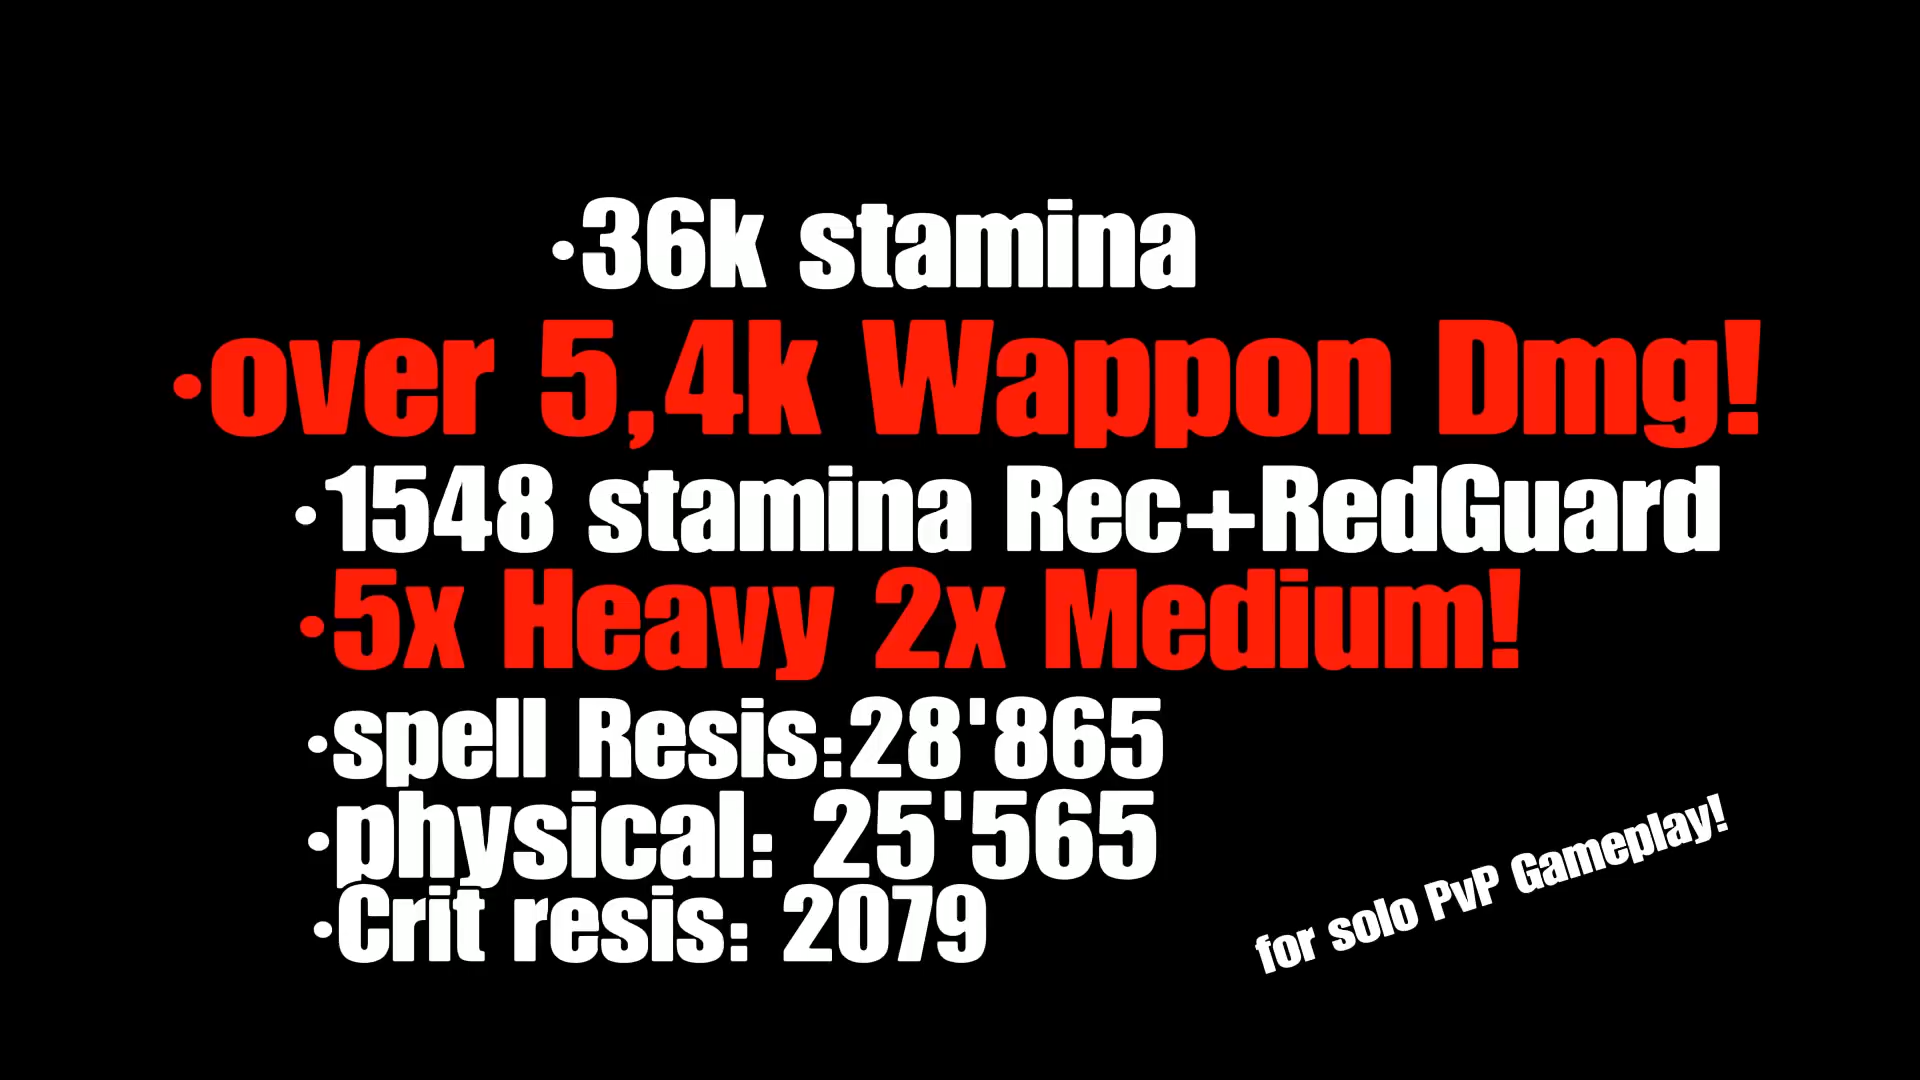 ·36k stamina
·over 5,4k Wappon Dmg!
·1548 stamina Rec+RedGuard
·5x Heavy 2x Medium!
·spell Resis:28'865
·physical: 25'565
·Crit resis: 2079
for solo PvP Gameplay!